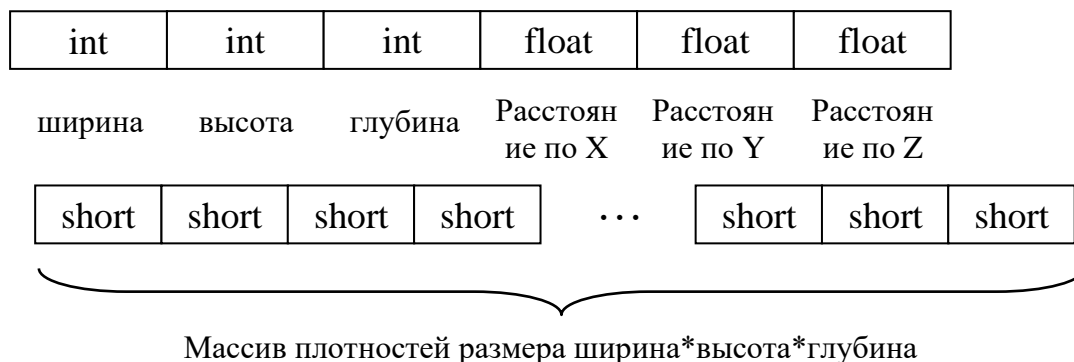 int int int float float float
ширина высота глубина Расстоян Расстоян Расстоян
ие по X ие по Y ие по Z
short short short short … short short short
Массив плотностей размера ширина*высота*глубина